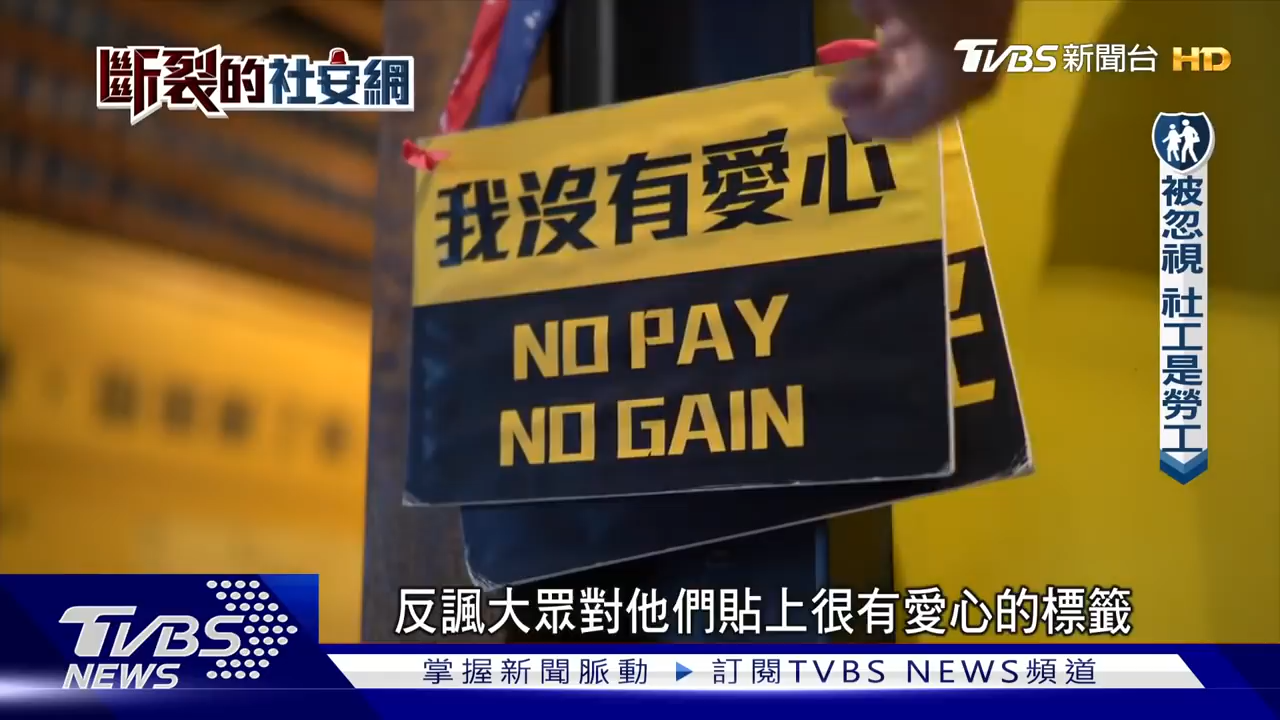 斷裂的社安網
TVBS新聞台 HD
被忽視 社工是勞工
我沒有愛心
NO PAY
NO GAIN
反諷大眾對他們貼上很有愛心的標籤
TVBS
NEWS
掌握新聞脈動 ▶ 訂閱TVBS NEWS頻道